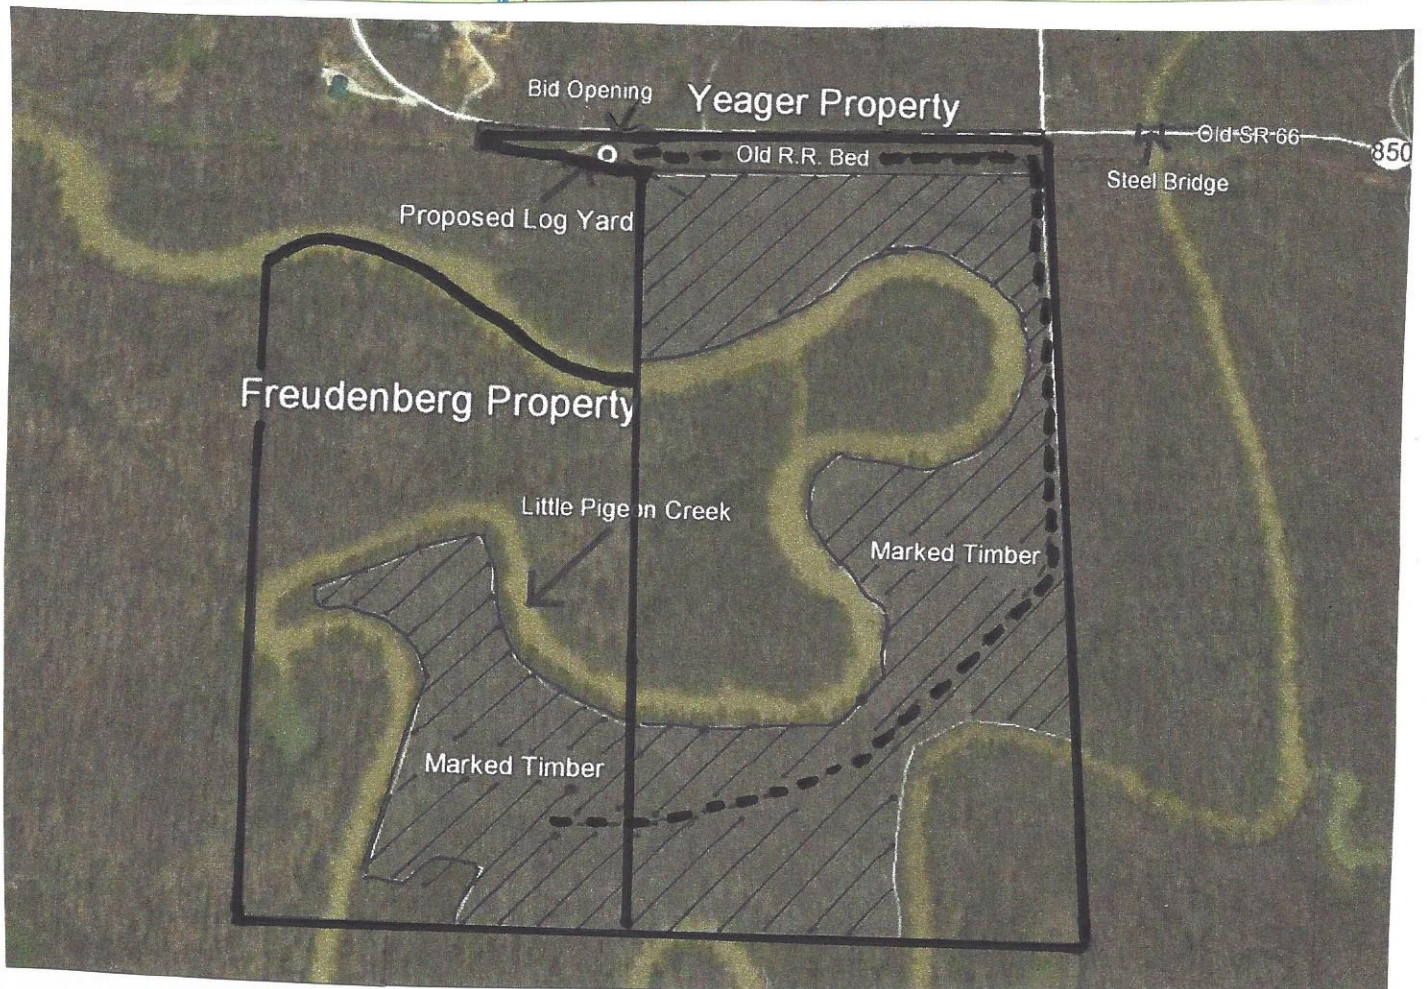 Bid Opening
Yeager Property
Old SR 66
850
Old R.R. Bed
Steel Bridge
Proposed Log Yard
Freudenberg Property
Little Pigeon Creek
Marked Timber
Marked Timber